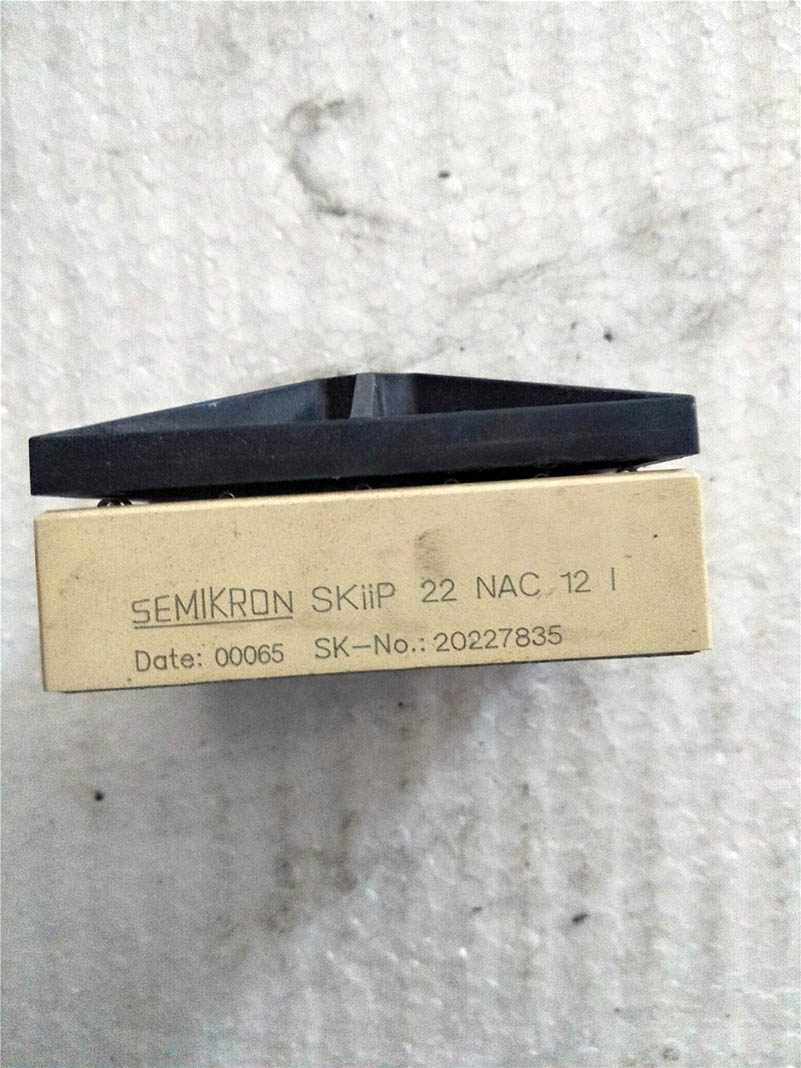 SEMIKRON SKiiP 22 NAC 12 I
Date: 00065 SK-No.: 20227835